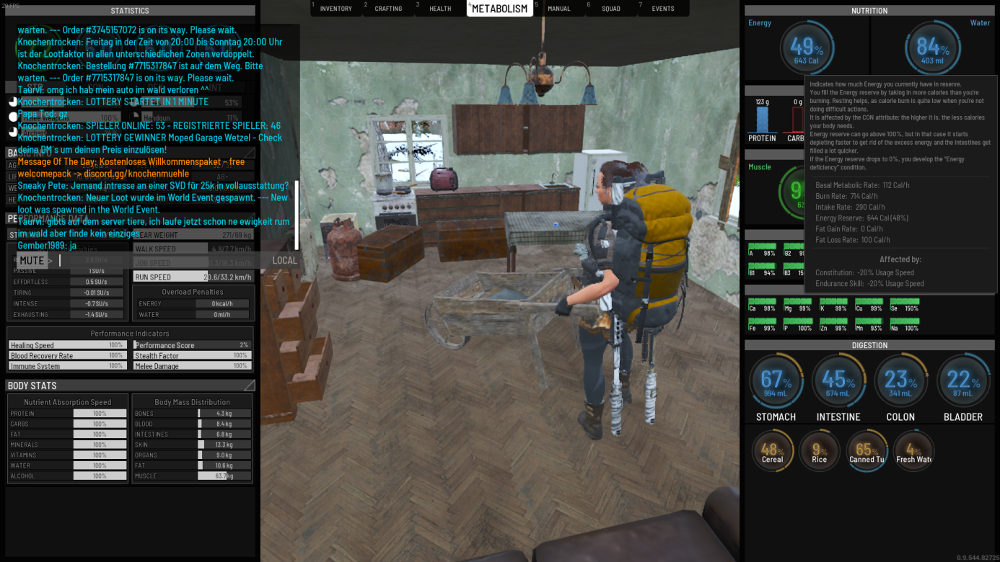 29 FPS
STATISTICS
warten. --- Order #3745157072 is on its way. Please wait.
Knochentrocken: Freitag in der Zeit von 20:00 bis Sonntag 20:00 Uhr
ist der Lootfaktor in allen unterschiedlichen Zonen verdoppelt.
Knochentrocken: Bestellung #7715317847 ist auf dem Weg. Bitte
warten. --- Order #7715317847 is on its way. Please wait.
Taurvi: omg ich hab mein auto im wald verloren ^^
Knochentrocken: LOTTERY STARTET IN 1 MINUTE
Papa Tod: gz
Knochentrocken: SPIELER ONLINE: 53 - REGISTRIERTE SPIELER: 46
Knochentrocken: LOTTERY GEWINNER Moped Garage Wetzel - Check
deine DM's um deinen Preis einzulösen!
Message Of The Day: Kostenloses Willkommenspaket - free
welcomepack -> discord.gg/knochenmuehle
Sneaky Pete: Jemand intresse an einer SVD für 25k in vollausstattung?
Knochentrocken: Neuer Loot wurde im World Event gespawnt. --- New
loot was spawned in the World Event.
Taurvi: gibts auf dem server tiere, ich laufe jetzt schon ne ewigkeit rum
im wald aber finde kein einziges
Gember1989: ja
MUTE > LOCAL
STR
INT
53%
100%
Handgun 11%
PERFORMANCE DATA
GEAR WEIGHT 271/69 kg
WALK SPEED 4.8/7.7 km/h
JOG SPEED
RUN SPEED 20.6/33.2 km/h
PASSIVE 1 SU/s
EFFORTLESS 0.5 SU/s
TIRING -0.01 SU/s
INTENSE -0.7 SU/s
EXHAUSTING -1.4 SU/s
Overload Penalties
ENERGY 0 kcal/h
WATER 0 ml/h
Performance Indicators
Healing Speed 100%
Blood Recovery Rate 100%
Immune System 100%
Performance Score 2%
Stealth Factor 100%
Melee Damage 100%
BODY STATS
Nutrient Absorption Speed
PROTEIN 100%
CARBS 100%
FAT 100%
MINERALS 100%
VITAMINS 100%
WATER 100%
ALCOHOL 100%
Body Mass Distribution
BONES 4.3 kg
BLOOD 8.4 kg
INTESTINES 6.8 kg
SKIN 13.3 kg
ORGANS 9.0 kg
FAT 10.6 kg
MUSCLE 63.7 kg
1 INVENTORY
2 CRAFTING
3 HEALTH
4 METABOLISM
5 MANUAL
6 SQUAD
7 EVENTS
NUTRITION
Energy
49%
643 Cal
Water
84%
403 ml
123 g
PROTEIN
0 g
CARB
Muscle
Indicates how much Energy you currently have in reserve.
You fill the Energy reserve by taking in more calories than you're
burning. Resting helps, as calorie burn is quite low when you're not
doing difficult actions.
It is affected by the CON attribute; the higher it is, the less calories
your body needs.
Energy reserve can go above 100%, but in that case it starts
depleting faster to get rid of the excess energy and the intestines get
filled a lot quicker.
If the Energy reserve drops to 0%, you develop the "Energy
deficiency" condition.
Basal Metabolic Rate: 112 Cal/h
Burn Rate: 714 Cal/h
Intake Rate: 290 Cal/h
Energy Reserve: 644 Cal (48%)
Fat Gain Rate: 0 Cal/h
Fat Loss Rate: 100 Cal/h
Affected by:
Constitution: -20% Usage Speed
Endurance Skill: -20% Usage Speed
A 98%
B2 99
B1 94%
B3 15
Ca 98%
Mg 99%
K 99%
Cu 99%
Se 150%
Fe 99%
P 100%
Zn 99%
Mn 93%
Na 100%
DIGESTION
67%
994 mL
STOMACH
45%
674 mL
INTESTINE
23%
341 mL
COLON
22%
87 mL
BLADDER
48%
Cereal
9%
Rice
65%
Canned Tu
4%
Fresh Wat
0.9.544.82725